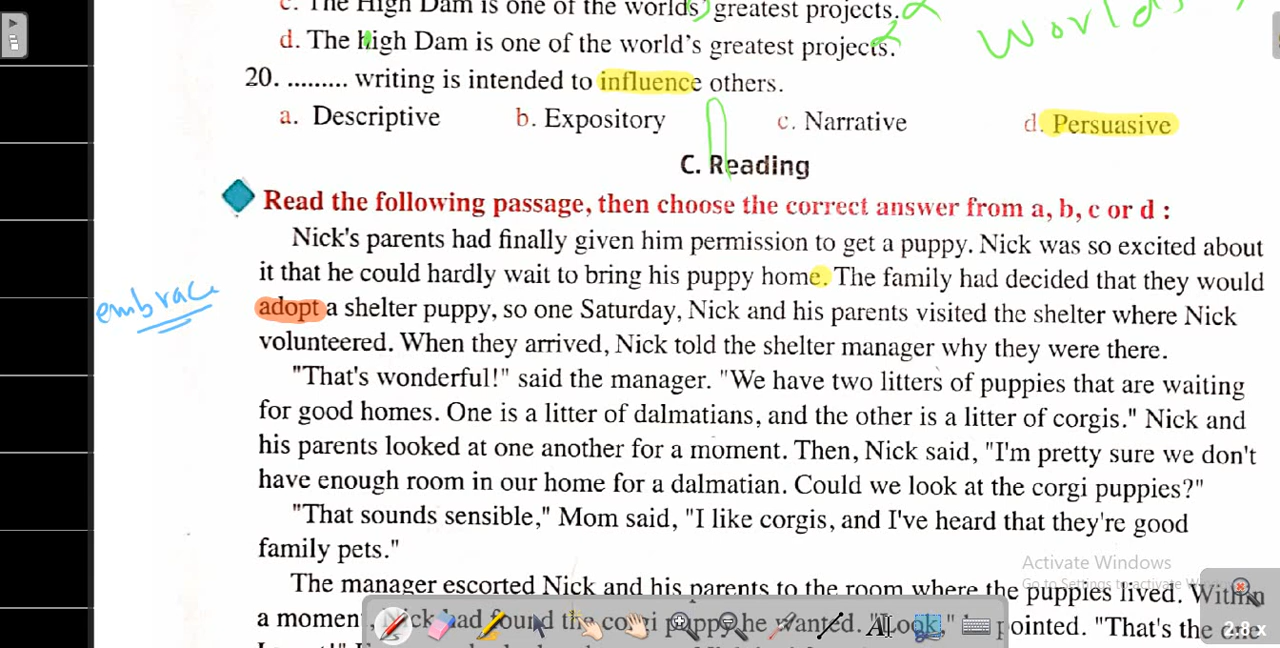 c. The High Dam is one of the worlds' greatest projects.
d. The high Dam is one of the world's greatest projects.
worlds
20. ......... writing is intended to influence others.
a. Descriptive b. Expository c. Narrative d. Persuasive
C. Reading
Read the following passage, then choose the correct answer from a, b, c or d :
Nick's parents had finally given him permission to get a puppy. Nick was so excited about
it that he could hardly wait to bring his puppy home. The family had decided that they would
embrace
adopt a shelter puppy, so one Saturday, Nick and his parents visited the shelter where Nick
volunteered. When they arrived, Nick told the shelter manager why they were there.
"That's wonderful!" said the manager. "We have two litters of puppies that are waiting
for good homes. One is a litter of dalmatians, and the other is a litter of corgis." Nick and
his parents looked at one another for a moment. Then, Nick said, "I'm pretty sure we don't
have enough room in our home for a dalmatian. Could we look at the corgi puppies?"
"That sounds sensible," Mom said, "I like corgis, and I've heard that they're good
family pets."
Activate Windows
Go to Settings to activate
The manager escorted Nick and his parents to the room where the puppies lived. Within
a moment, Nick had found the corgi puppy he wanted. "Look," pointed. "That's the one
2.8 x